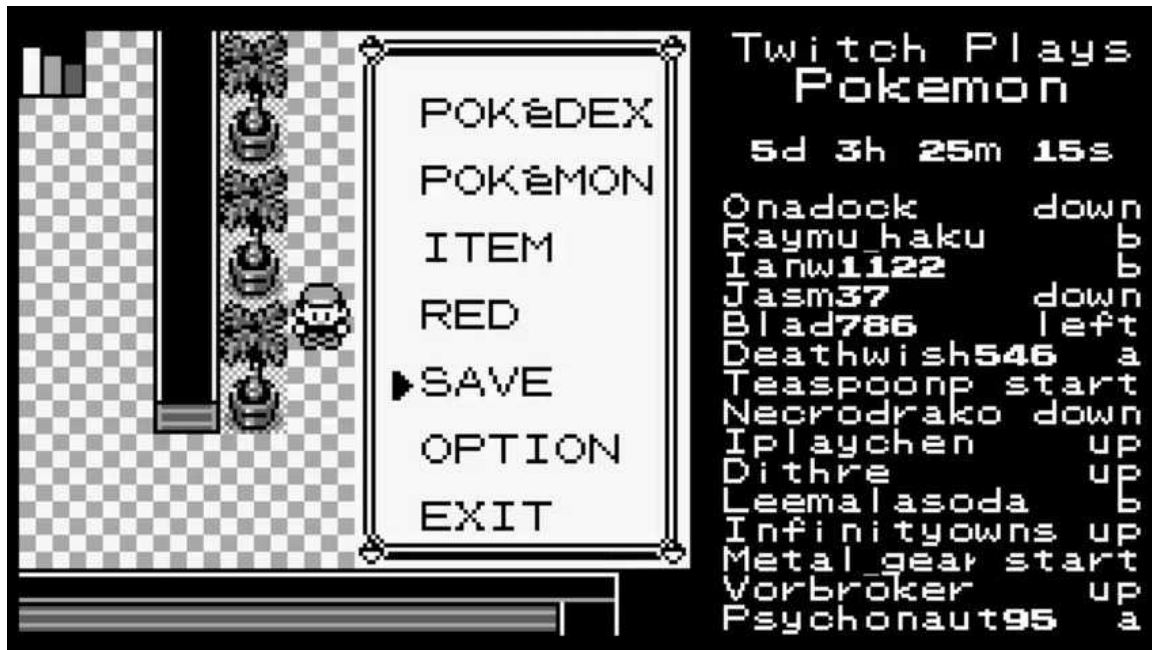 POKéDEX
POKéMON
ITEM
RED
SAVE
OPTION
EXIT
Twitch Plays
Pokemon
5d 3h 25m 15s
Onadock down
Raymu_haku b
Ianw1122 b
Jasm37 down
Blad786 left
Deathwish546 a
Teaspoonp start
Necrodrako down
Iplaychen up
Dithre up
Leemalasoda b
Infinityowns up
Metal_gear start
Vorbroker up
Psychonaut95 a